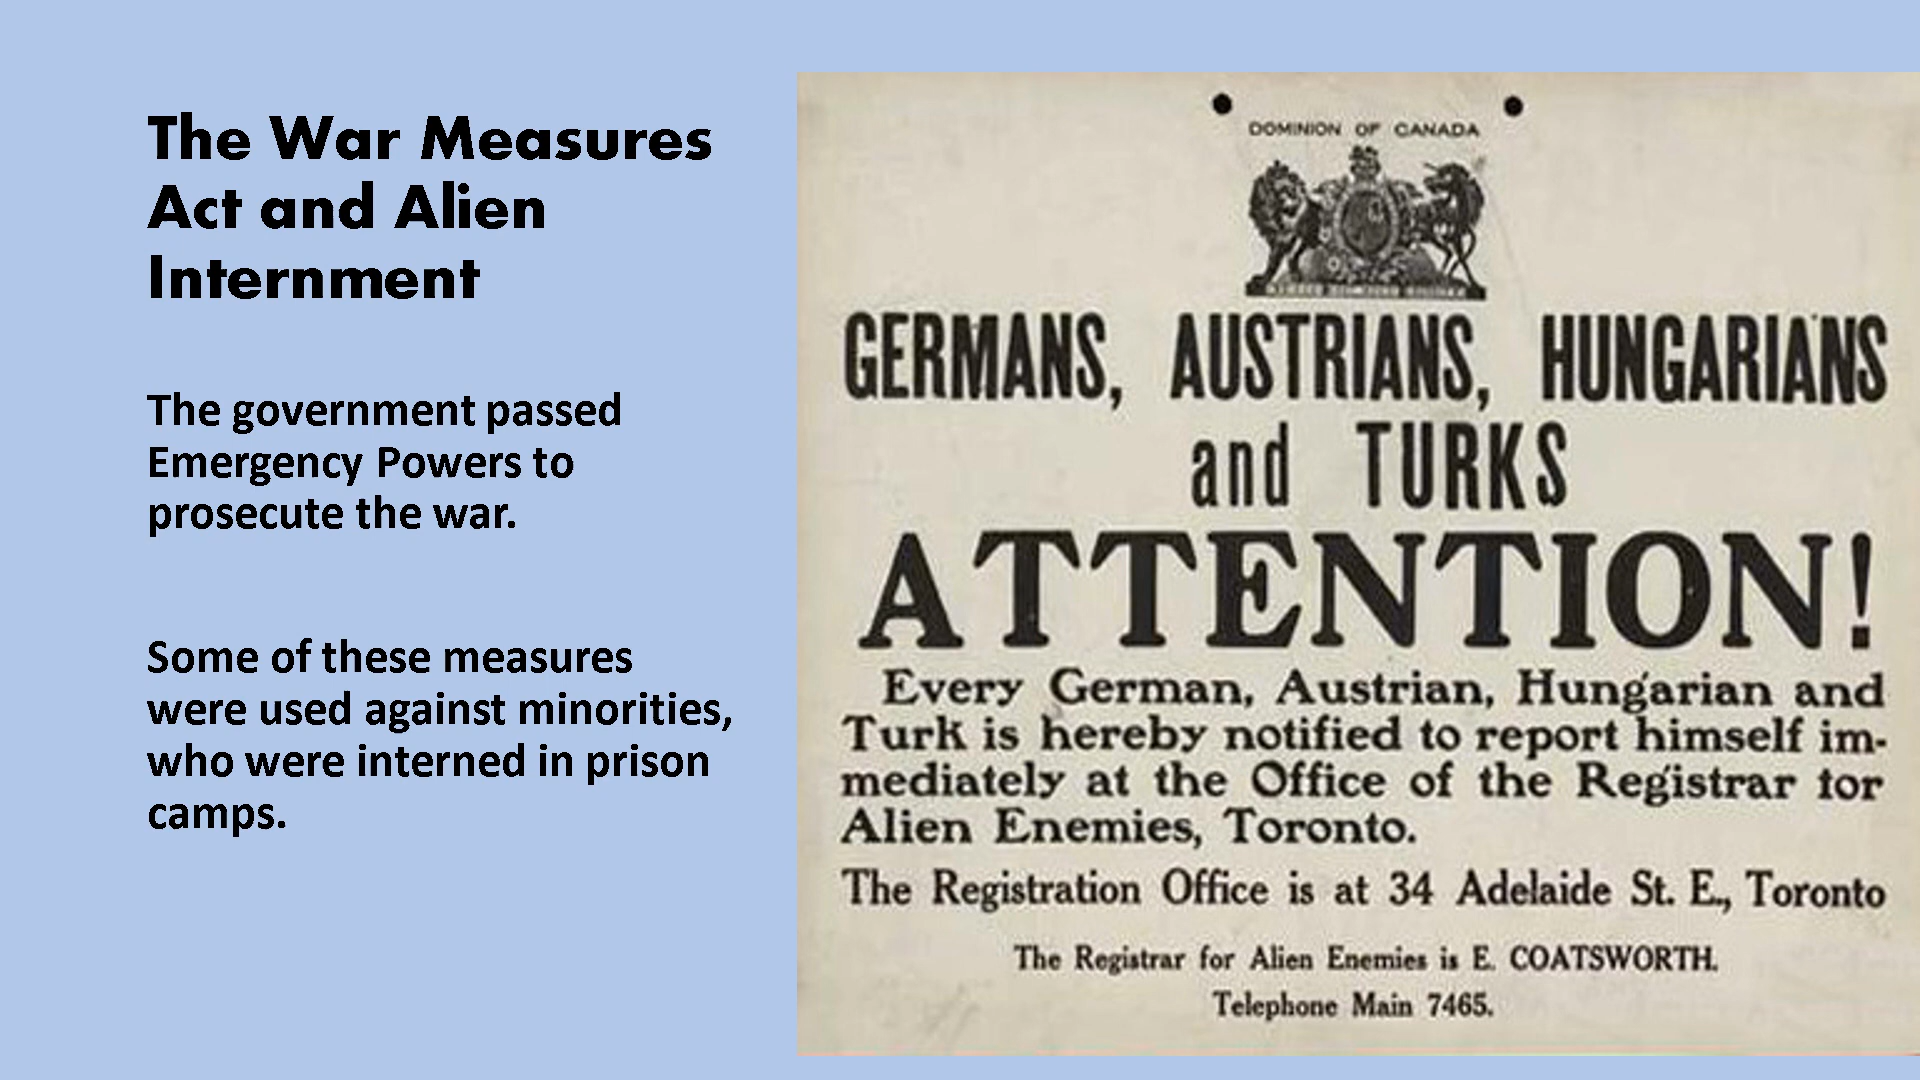 The War Measures
Act and Alien
Internment
The government passed
Emergency Powers to
prosecute the war.
Some of these measures
were used against minorities,
who were interned in prison
camps.
DOMINION OF CANADA
GERMANS, AUSTRIANS, HUNGARIANS
and TURKS
ATTENTION!
Every German, Austrian, Hungarian and
Turk is hereby notified to report himself im-
mediately at the Office of the Registrar for
Alien Enemies, Toronto.
The Registration Office is at 34 Adelaide St. E., Toronto
The Registrar for Alien Enemies is E. COATSWORTH.
Telephone Main 7465.